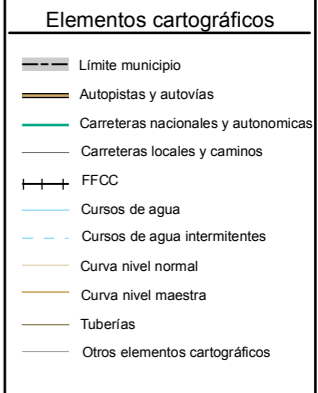 Elementos cartográficos
Límite municipio
Autopistas y autovías
Carreteras nacionales y autonomicas
Carreteras locales y caminos
FFCC
Cursos de agua
Cursos de agua intermitentes
Curva nivel normal
Curva nivel maestra
Tuberías
Otros elementos cartográficos